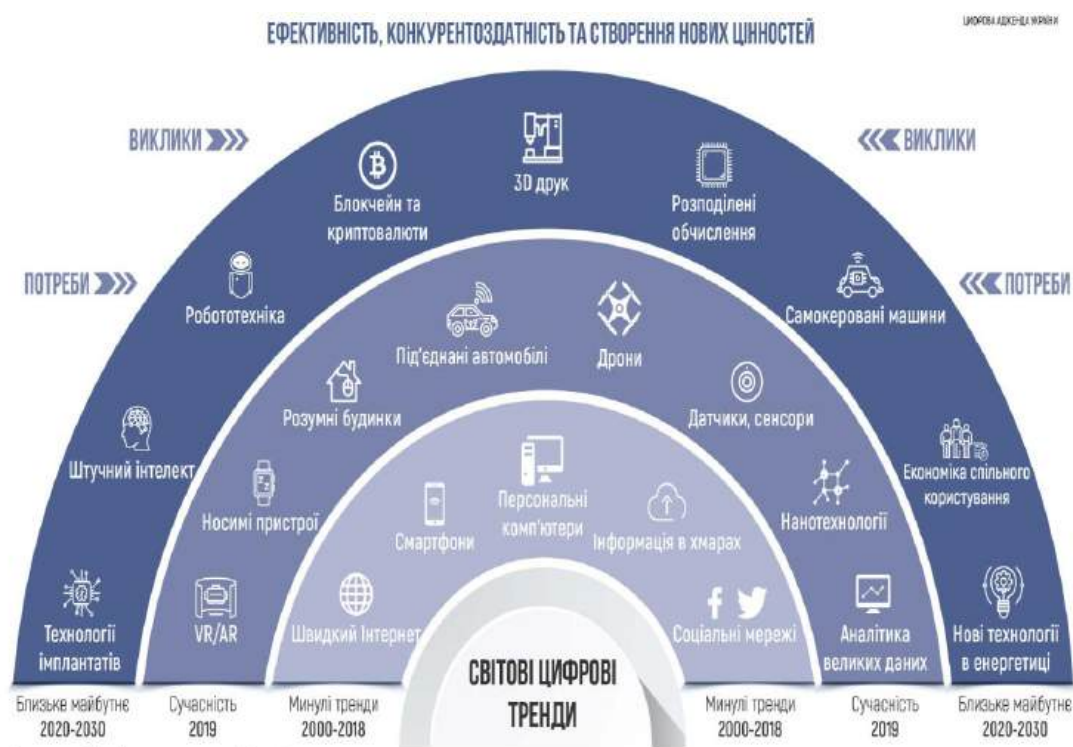 ЦИФРОВА АДЖЕНДА УКРАЇНИ
ЕФЕКТИВНІСТЬ, КОНКУРЕНТОЗДАТНІСТЬ ТА СТВОРЕННЯ НОВИХ ЦІННОСТЕЙ
ВИКЛИКИ
ВИКЛИКИ
ПОТРЕБИ
ПОТРЕБИ
Технології
імплантатів
Штучний інтелект
Робототехніка
Блокчейн та
криптовалюти
3D друк
Розподілені
обчислення
Самокеровані машини
Економіка спільного
користування
Нові технології
в енергетиці
VR/AR
Носимі пристрої
Розумні будинки
Під'єднані автомобілі
Дрони
Датчики, сенсори
Нанотехнології
Аналітика
великих даних
Швидкий Інтернет
Смартфони
Персональні
комп'ютери
Інформація в хмарах
Соціальні мережі
СВІТОВІ ЦИФРОВІ
ТРЕНДИ
Близьке майбутнє
2020-2030
Сучасність
2019
Минулі тренди
2000-2018
Минулі тренди
2000-2018
Сучасність
2019
Близьке майбутнє
2020-2030